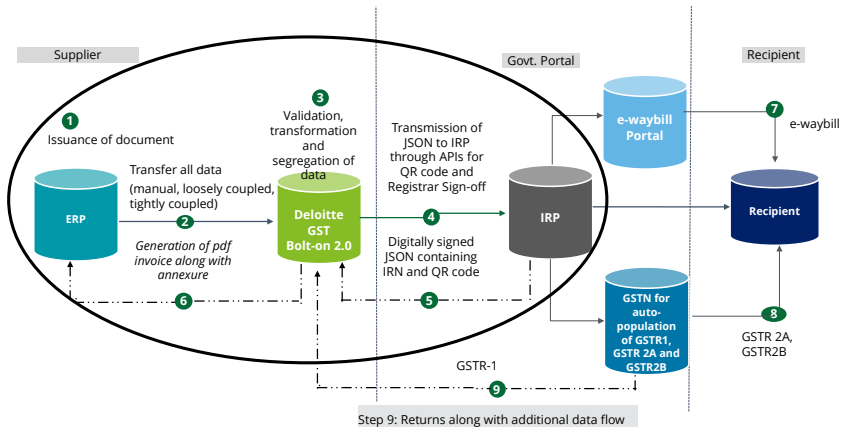 Supplier
Govt. Portal
Recipient
1
Issuance of document
3
Validation,
transformation
and
segregation of
data
Transmission of
JSON to IRP
through APIs for
QR code and
Registrar Sign-off
e-waybill
Portal
7
e-waybill
Transfer all data
(manual, loosely coupled,
tightly coupled)
ERP
2
Deloitte
GST
Bolt-on 2.0
4
IRP
Recipient
Generation of pdf
invoice along with
annexure
Digitally signed
JSON containing
IRN and QR code
6
5
GSTN for
auto-
population
of GSTR1,
GSTR 2A and
GSTR2B
8
GSTR 2A,
GSTR2B
GSTR-1
9
Step 9: Returns along with additional data flow